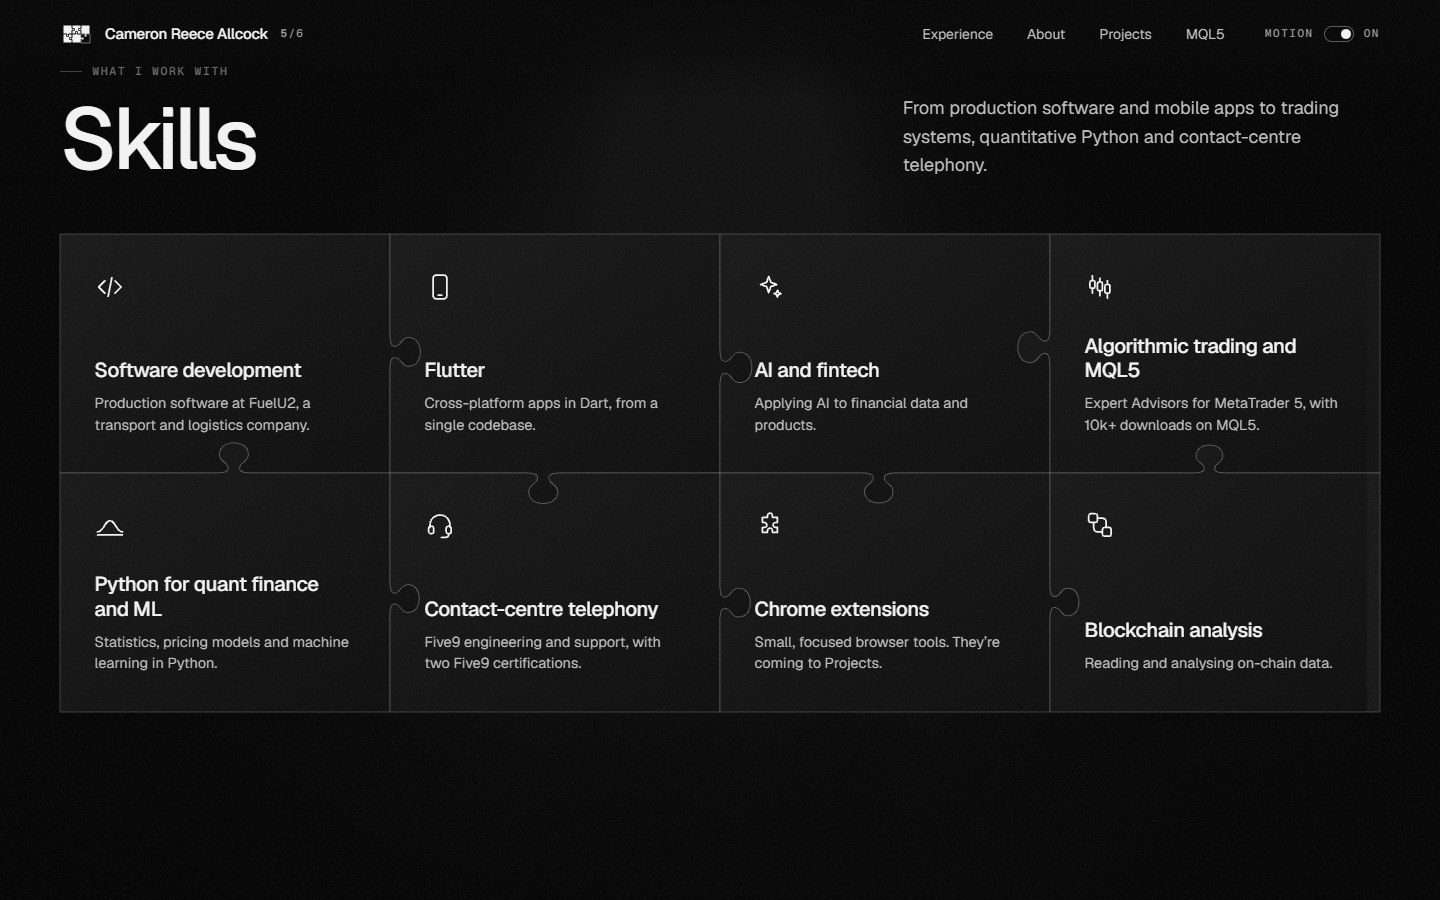 Cameron Reece Allcock 5/6
Experience About Projects MQL5 MOTION ON
WHAT I WORK WITH
Skills
From production software and mobile apps to trading
systems, quantitative Python and contact-centre
telephony.
Software development
Production software at FuelU2, a
transport and logistics company.
Flutter
Cross-platform apps in Dart, from a
single codebase.
AI and fintech
Applying AI to financial data and
products.
Algorithmic trading and
MQL5
Expert Advisors for MetaTrader 5, with
10k+ downloads on MQL5.
Python for quant finance
and ML
Statistics, pricing models and machine
learning in Python.
Contact-centre telephony
Five9 engineering and support, with
two Five9 certifications.
Chrome extensions
Small, focused browser tools. They’re
coming to Projects.
Blockchain analysis
Reading and analysing on-chain data.